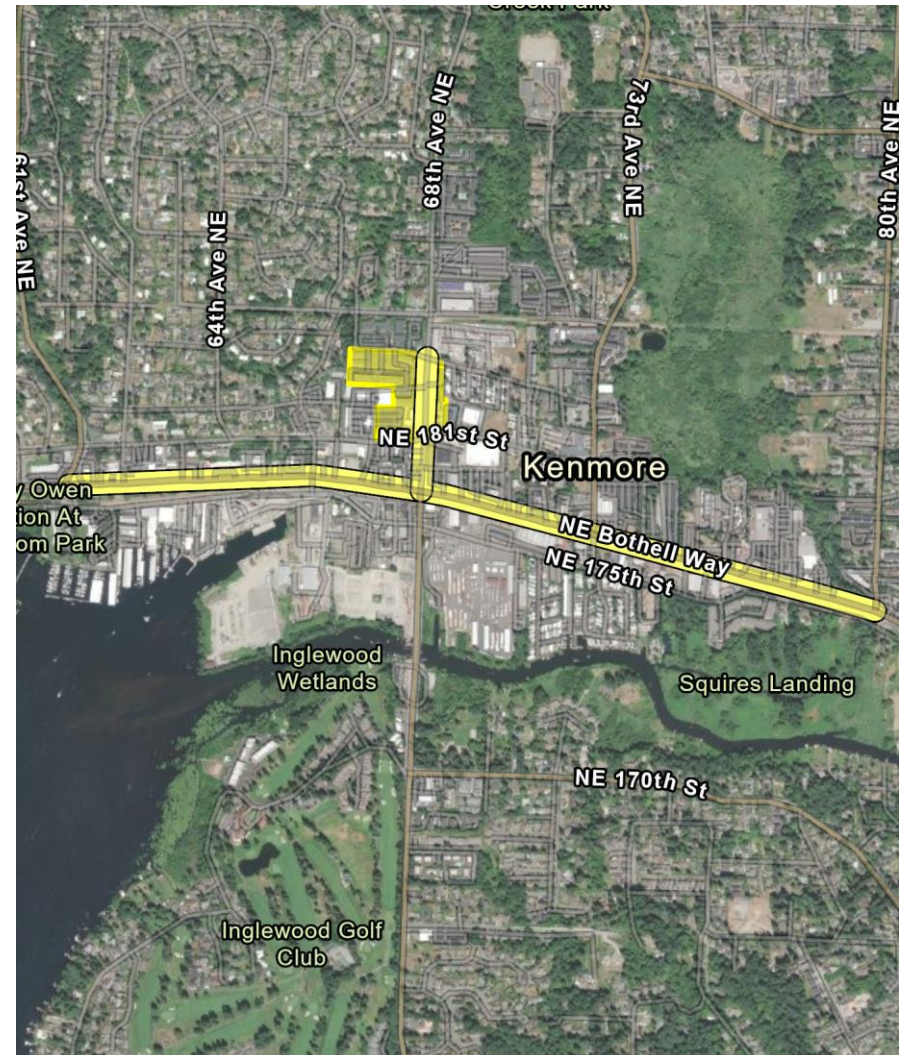 Creek Park
68th Ave NE
73rd Ave NE
80th Ave NE
61st Ave NE
64th Ave NE
NE 181st St
Kenmore
y Owen
tion At
om Park
NE Bothell Way
NE 175th St
Inglewood
Wetlands
Squires Landing
NE 170th St
Inglewood Golf
Club